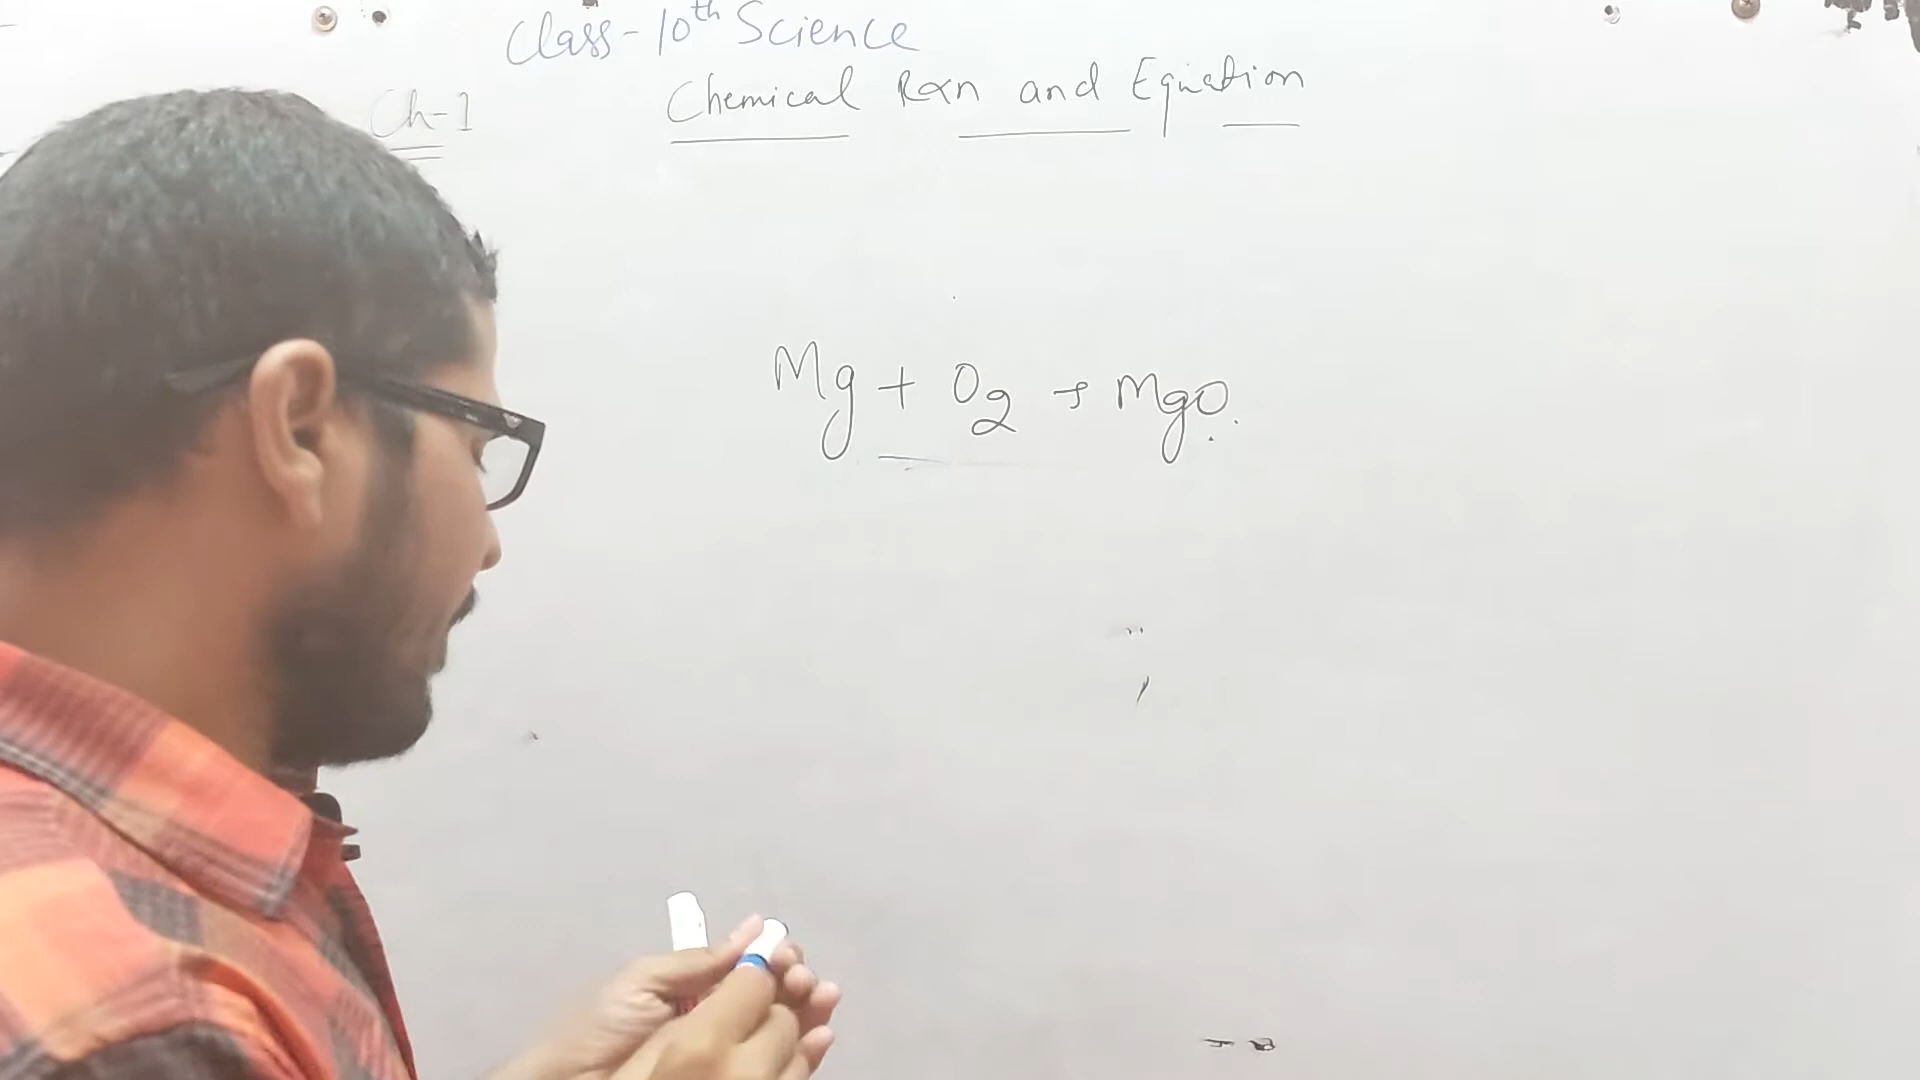 Class-10th Science
Ch-1 Chemical Rxn and Equation
Mg + O2 → MgO